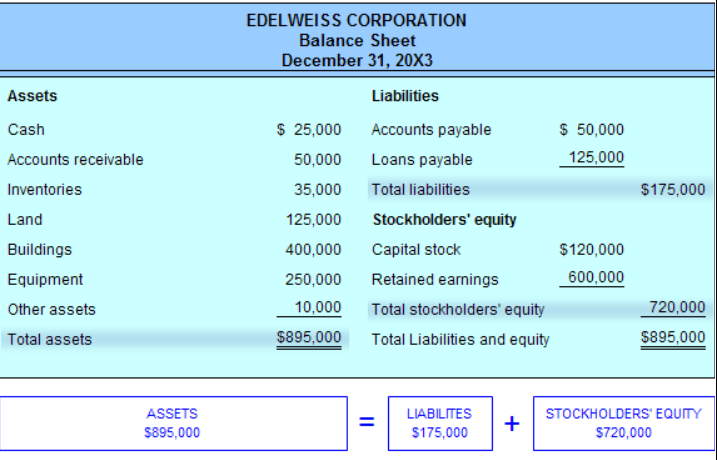 EDELWEISS CORPORATION
Balance Sheet
December 31, 20X3
Assets Liabilities
Cash $ 25,000 Accounts payable $ 50,000
Accounts receivable 50,000 Loans payable 125,000
Inventories 35,000 Total liabilities $175,000
Land 125,000 Stockholders' equity
Buildings 400,000 Capital stock $120,000
Equipment 250,000 Retained earnings 600,000
Other assets 10,000 Total stockholders' equity 720,000
Total assets $895,000 Total Liabilities and equity $895,000
ASSETS = LIABILITES + STOCKHOLDERS' EQUITY
$895,000 $175,000 $720,000